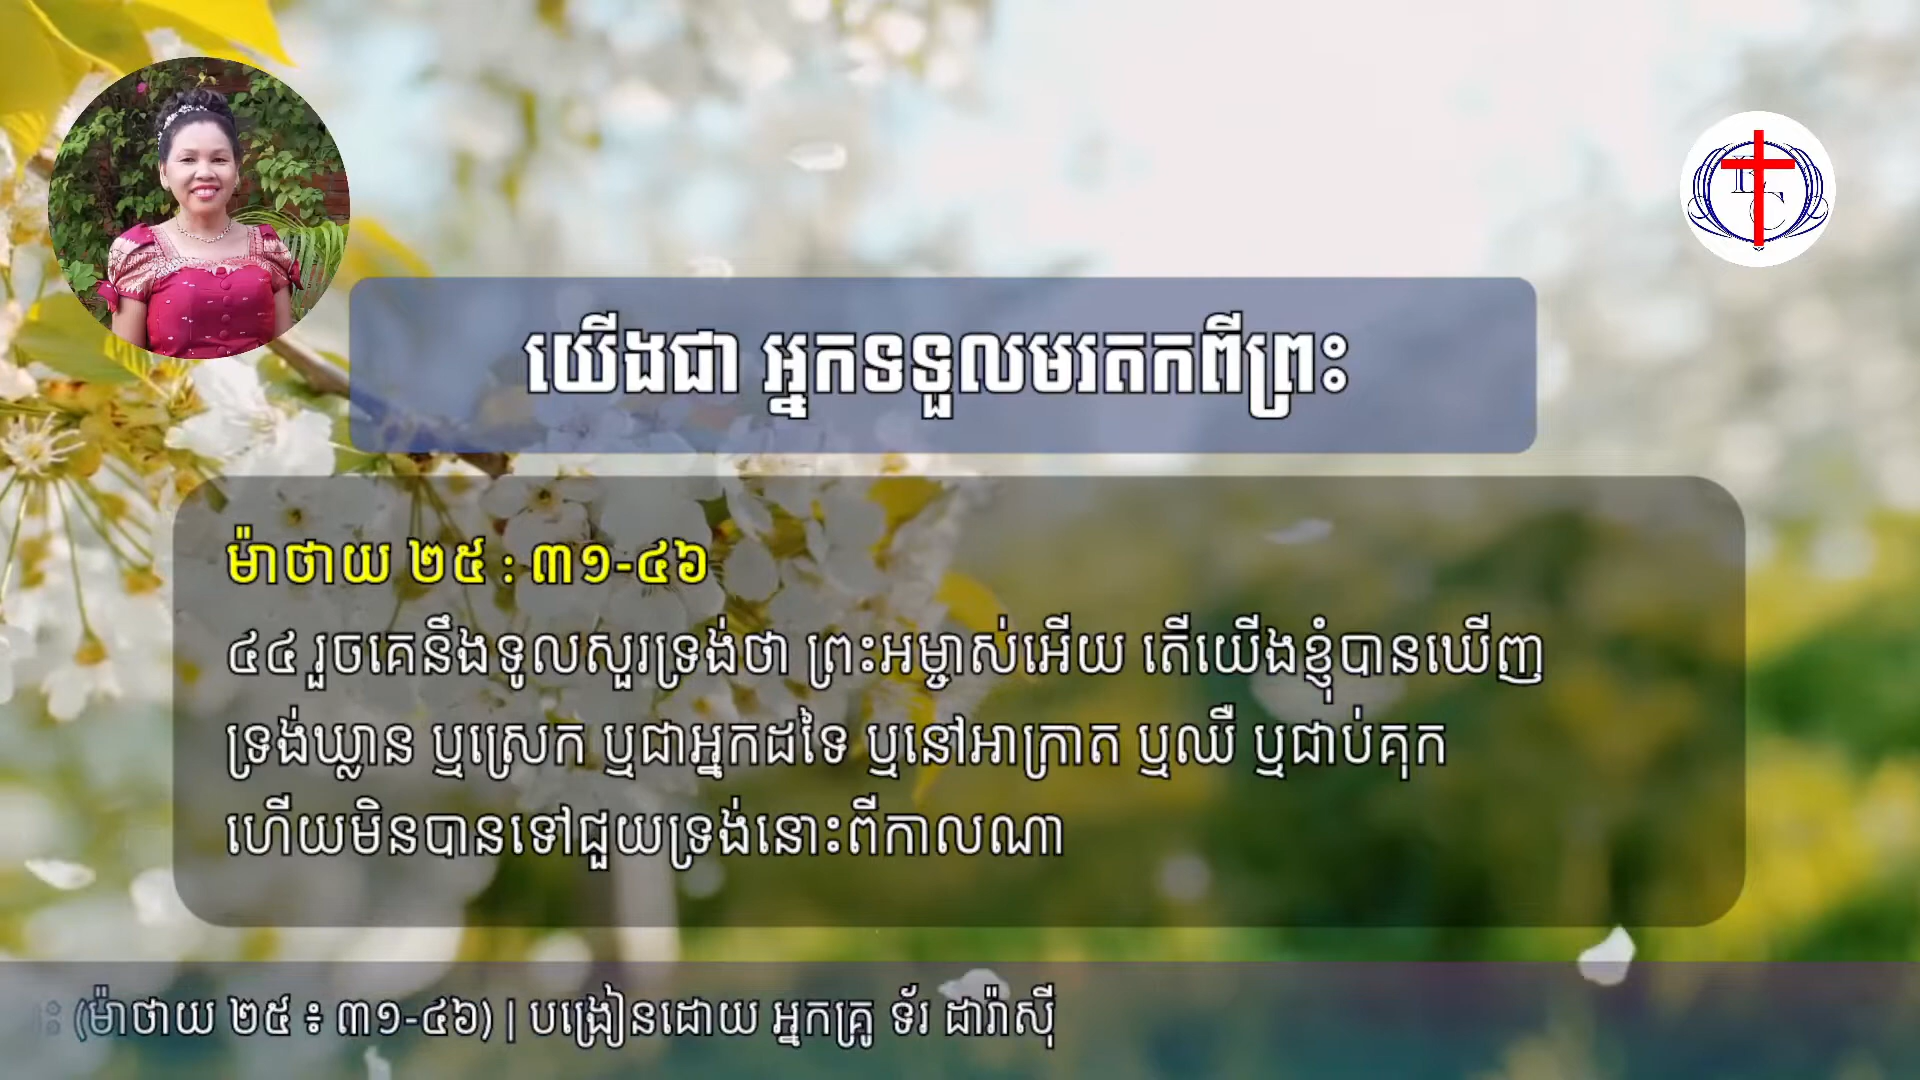 យើងជា អ្នកទទួលមរតកពីព្រះ
ម៉ាថាយ ២៥ : ៣១-៤៦
៤៤ រួចគេនឹងទូលសួរទ្រង់ថា ព្រះអម្ចាស់អើយ តើយើងខ្ញុំបានឃើញ
ទ្រង់ឃ្លាន ឬស្រេក ឬជាអ្នកដទៃ ឬនៅអាក្រាត ឬឈឺ ឬជាប់គុក
ហើយមិនបានទៅជួយទ្រង់នោះពីកាលណា
(ម៉ាថាយ ២៥ ៖ ៣១-៤៦) | បង្រៀនដោយ អ្នកគ្រូ ទ័រ ដារ៉ាស៊ី